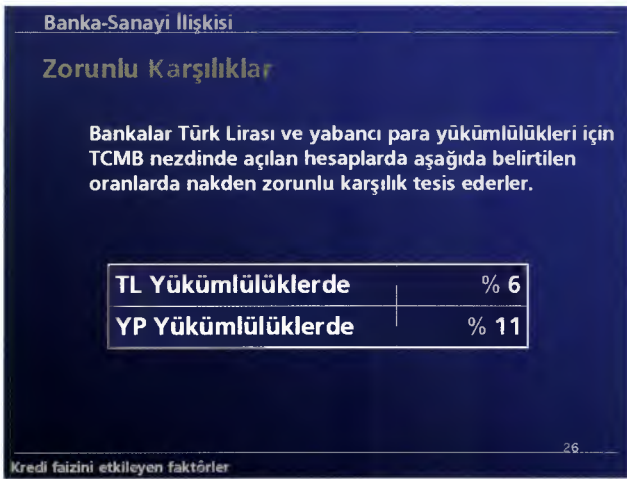 Banka-Sanayi İlişkisi
Zorunlu Karşılıklar
Bankalar Türk Lirası ve yabancı para yükümlülükleri için
TCMB nezdinde açılan hesaplarda aşağıda belirtilen
oranlarda nakden zorunlu karşılık tesis ederler.
TL Yükümlülüklerde % 6
YP Yükümlülüklerde % 11
26
Kredi faizini etkileyen faktörler